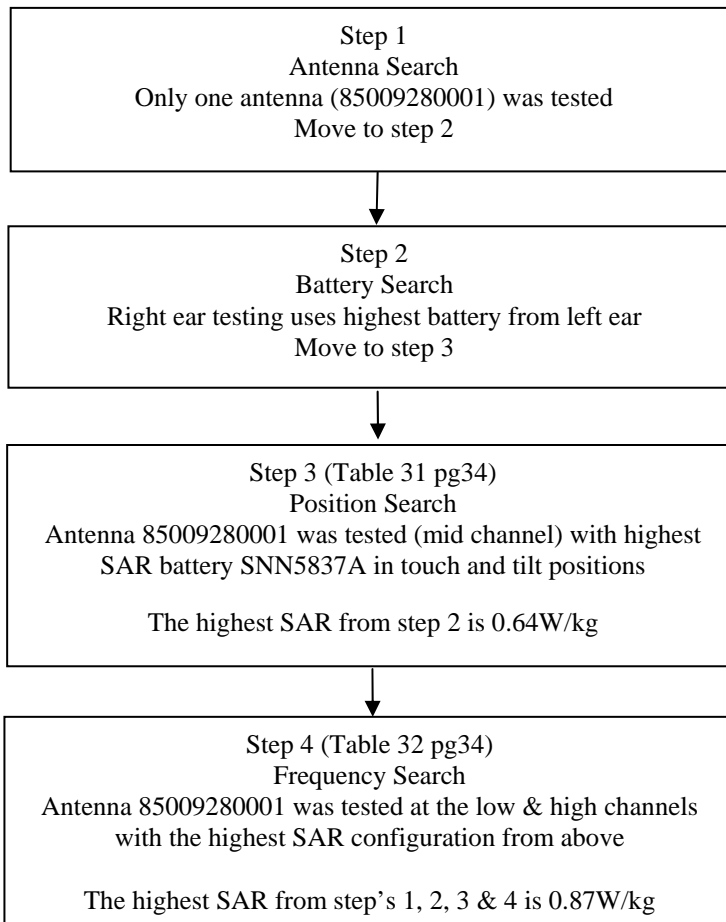 Step 1
Antenna Search
Only one antenna (85009280001) was tested
Move to step 2
Step 2
Battery Search
Right ear testing uses highest battery from left ear
Move to step 3
Step 3 (Table 31 pg34)
Position Search
Antenna 85009280001 was tested (mid channel) with highest
SAR battery SNN5837A in touch and tilt positions
The highest SAR from step 2 is 0.64W/kg
Step 4 (Table 32 pg34)
Frequency Search
Antenna 85009280001 was tested at the low & high channels
with the highest SAR configuration from above
The highest SAR from step’s 1, 2, 3 & 4 is 0.87W/kg